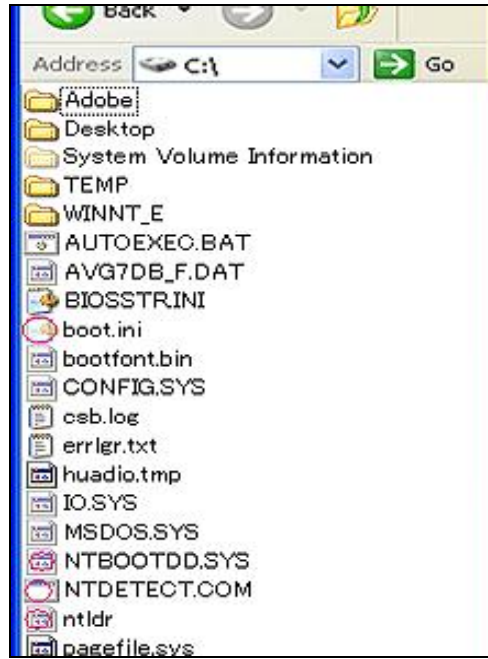 Back
Address C:\ Go
Adobe
Desktop
System Volume Information
TEMP
WINNT_E
AUTOEXEC.BAT
AVG7DB_F.DAT
BIOSSTR.INI
boot.ini
bootfont.bin
CONFIG.SYS
csb.log
errlgr.txt
huadio.tmp
IO.SYS
MSDOS.SYS
NTBOOTDD.SYS
NTDETECT.COM
ntldr
pagefile.sys